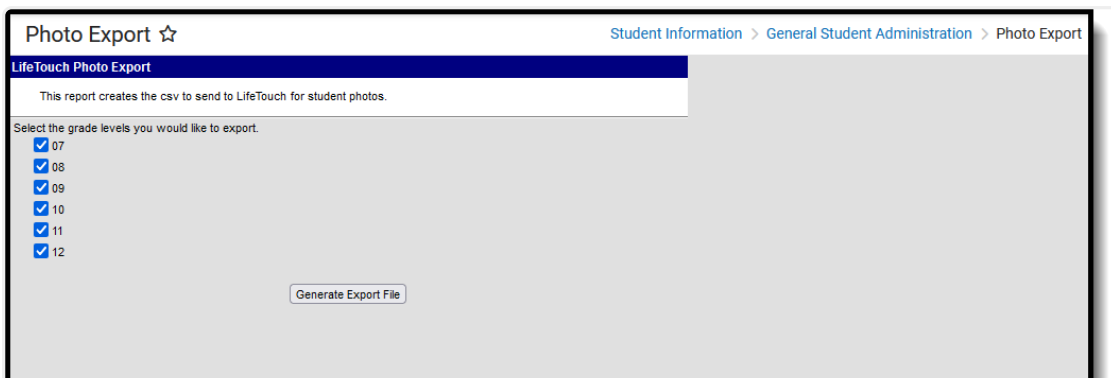 Photo Export ☆
Student Information > General Student Administration > Photo Export
LifeTouch Photo Export
This report creates the csv to send to LifeTouch for student photos.
Select the grade levels you would like to export.
07
08
09
10
11
12
Generate Export File